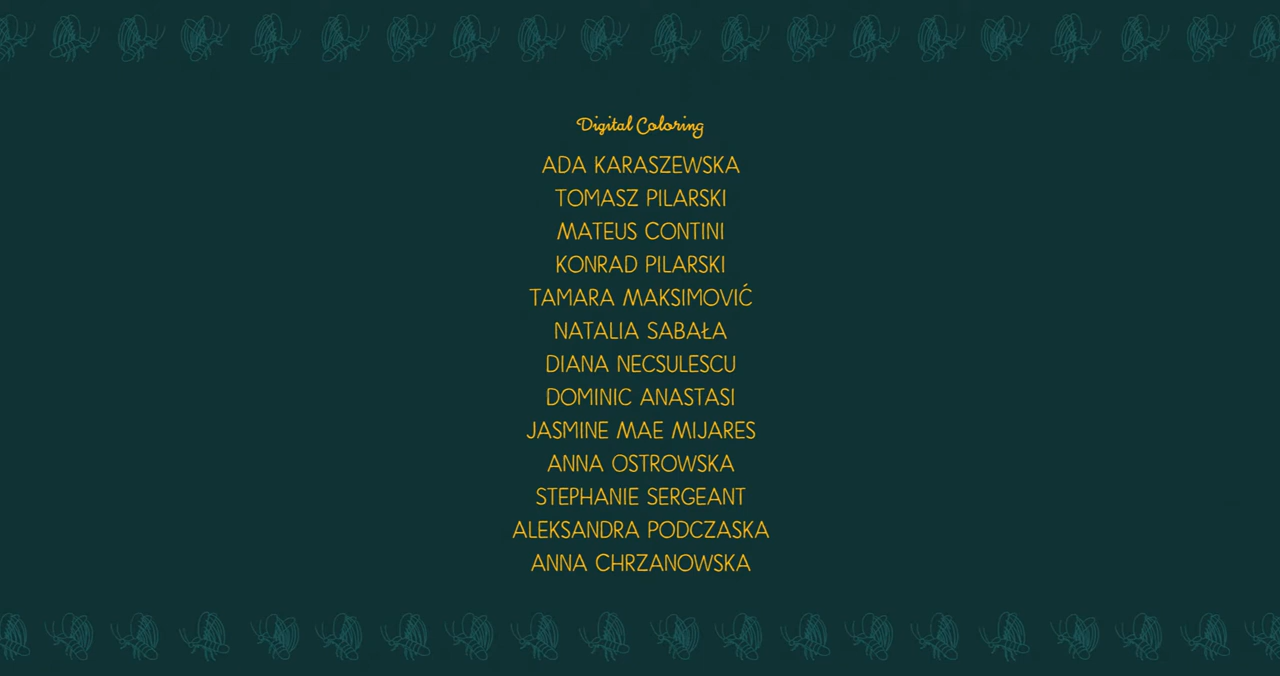 Digital Coloring
ADA KARASZEWSKA
TOMASZ PILARSKI
MATEUS CONTINI
KONRAD PILARSKI
TAMARA MAKSIMOVIĆ
NATALIA SABAŁA
DIANA NECSULESCU
DOMINIC ANASTASI
JASMINE MAE MIJARES
ANNA OSTROWSKA
STEPHANIE SERGEANT
ALEKSANDRA PODCZASKA
ANNA CHRZANOWSKA